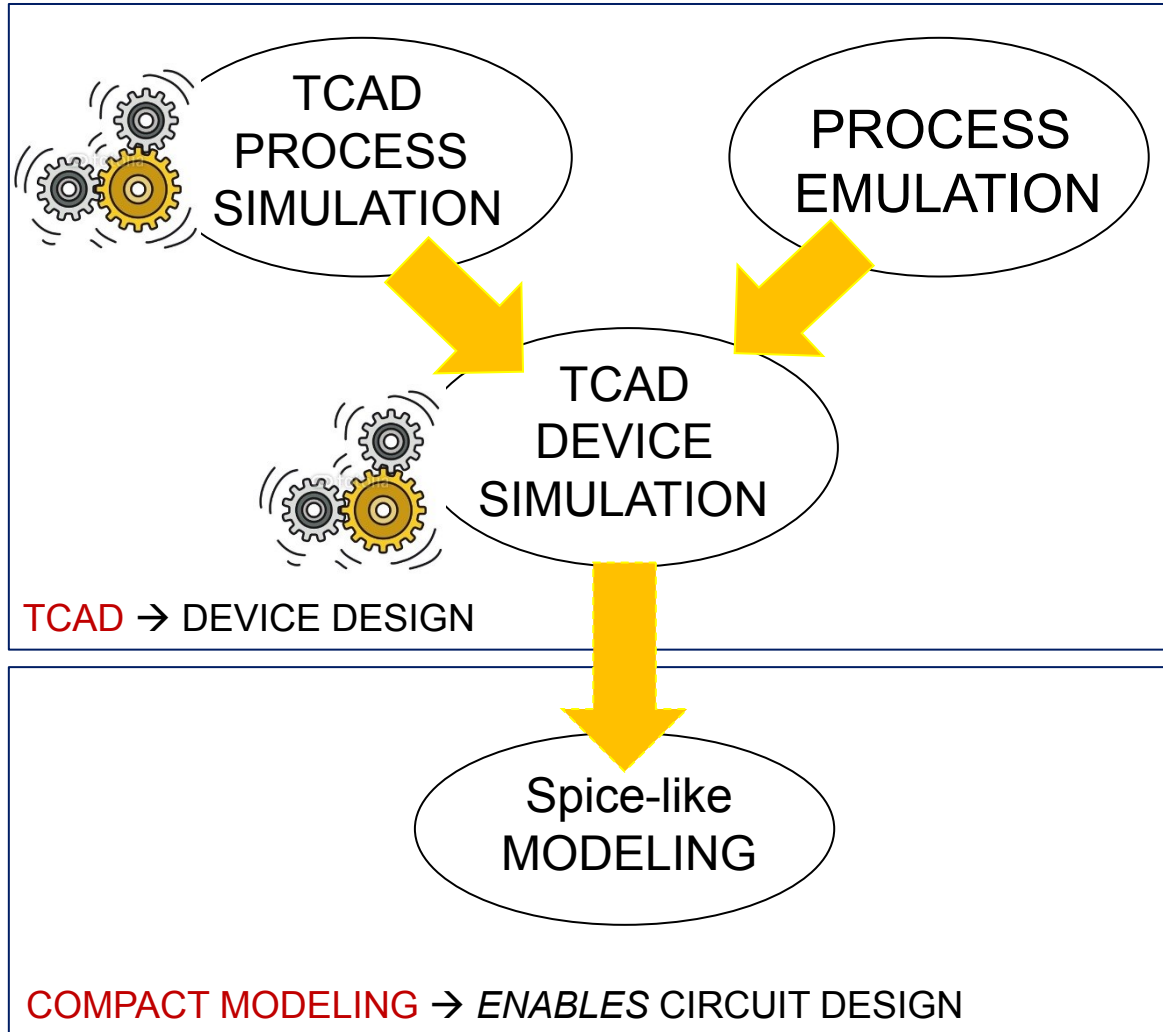 TCAD
PROCESS
SIMULATION
PROCESS
EMULATION
TCAD
DEVICE
SIMULATION
TCAD → DEVICE DESIGN
Spice-like
MODELING
COMPACT MODELING → ENABLES CIRCUIT DESIGN